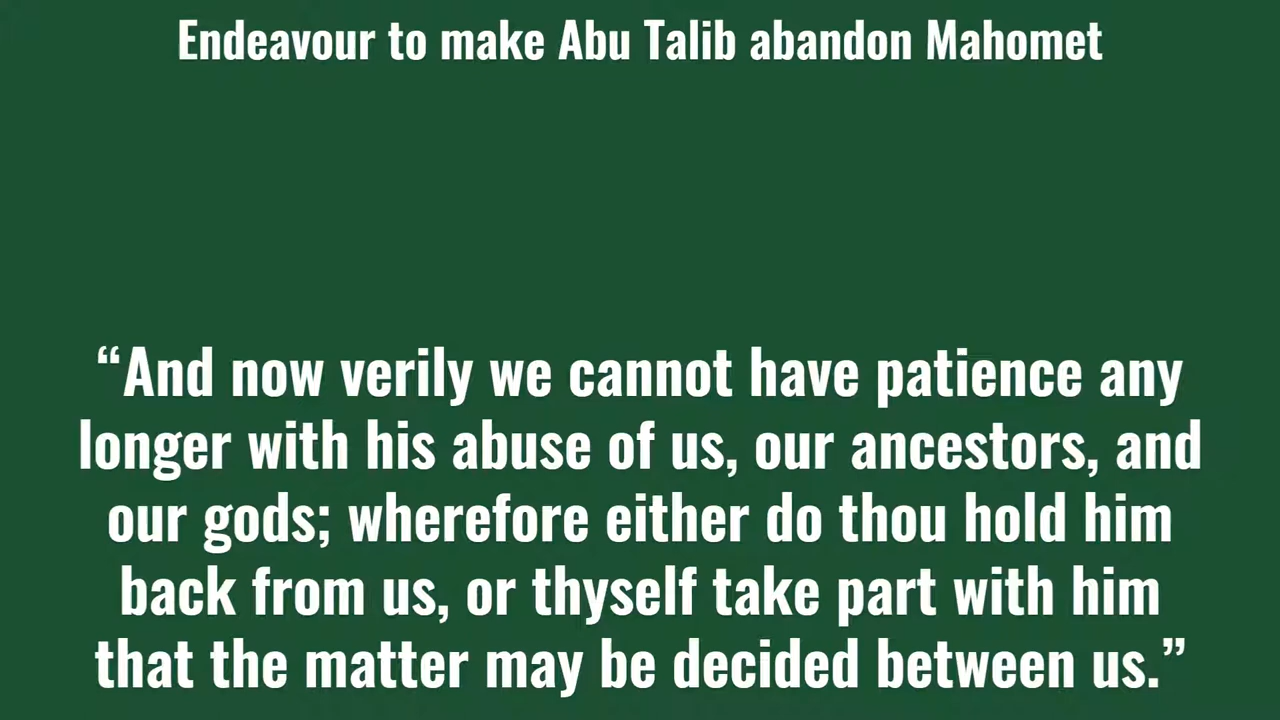 Endeavour to make Abu Talib abandon Mahomet
“And now verily we cannot have patience any
longer with his abuse of us, our ancestors, and
our gods; wherefore either do thou hold him
back from us, or thyself take part with him
that the matter may be decided between us.”